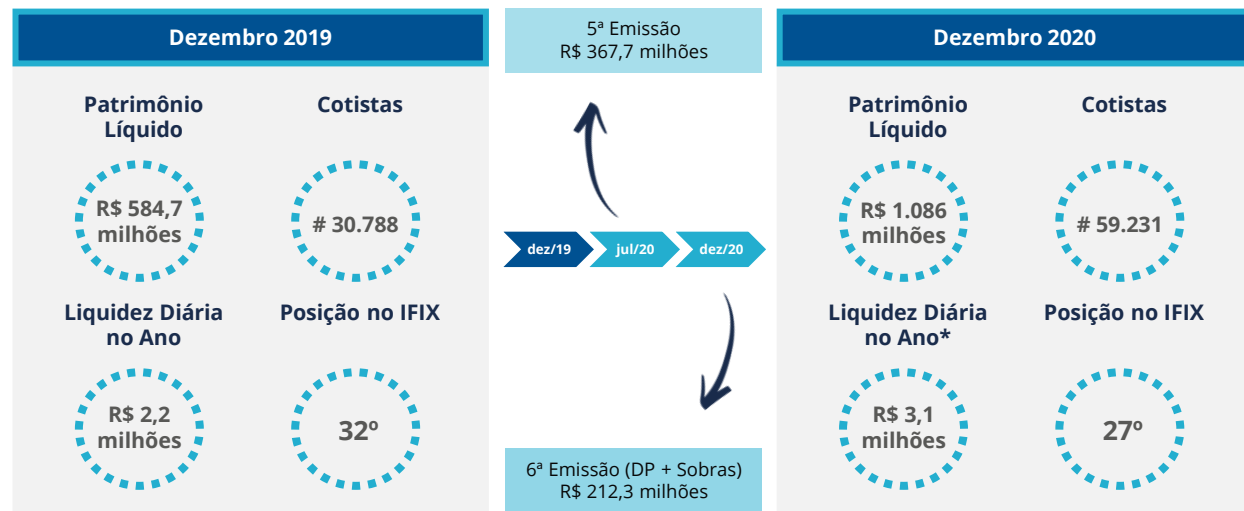 Dezembro 2019
Patrimônio
Líquido
R$ 584,7
milhões
Cotistas
# 30.788
Liquidez Diária
no Ano
R$ 2,2
milhões
Posição no IFIX
32º
5ª Emissão
R$ 367,7 milhões
dez/19
jul/20
dez/20
6ª Emissão (DP + Sobras)
R$ 212,3 milhões
Dezembro 2020
Patrimônio
Líquido
R$ 1.086
milhões
Cotistas
# 59.231
Liquidez Diária
no Ano*
R$ 3,1
milhões
Posição no IFIX
27º